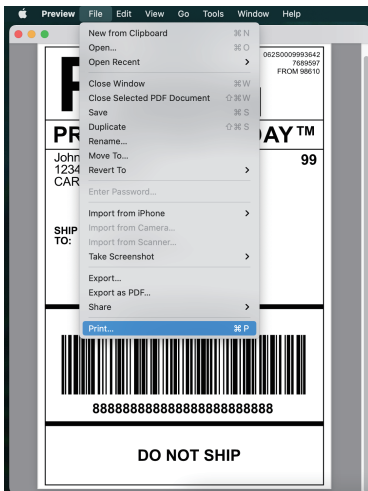 Preview File Edit View Go Tools Window Help
New from Clipboard ⌘ N
Open... ⌘ O
Open Recent >
Close Window ⌘ W
Close Selected PDF Document ⇧ ⌘ W
Save ⌘ S
Duplicate ⇧ ⌘ S
Rename...
Move To...
Revert To >
Enter Password...
Import from iPhone >
Import from Camera...
Import from Scanner...
Take Screenshot >
Export...
Export as PDF...
Share >
Print... ⌘ P
062S0009993642
7689597
FROM 98610
PR
AY™
John
99
1234
CAR
SHIP
TO:
8888888888888888888888888
DO NOT SHIP